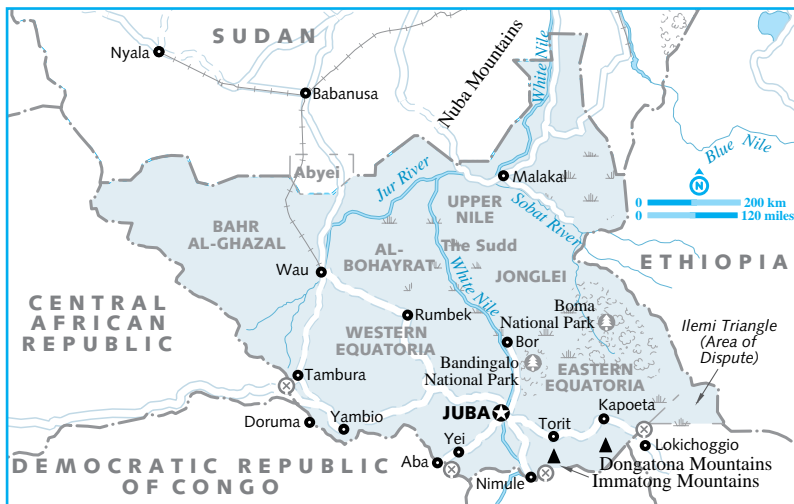 SUDAN
Nyala
Babanusa
Nuba Mountains
White Nile
Blue Nile
Abyei
Jur River
Malakal
N
0 200 km
0 120 miles
UPPER
NILE
Sobat River
BAHR
AL-GHAZAL
AL-
BOHAYRAT
The Sudd
White Nile
JONGLEI
ETHIOPIA
Wau
CENTRAL
AFRICAN
REPUBLIC
Rumbek
WESTERN
EQUATORIA
Boma
National Park
Bor
Ilemi Triangle
(Area of
Dispute)
Bandingalo
National Park
EASTERN
EQUATORIA
Tambura
JUBA
Kapoeta
Doruma
Yambio
Torit
Yei
Lokichoggio
Aba
Dongatona Mountains
Immatong Mountains
Nimule
DEMOCRATIC REPUBLIC
OF CONGO